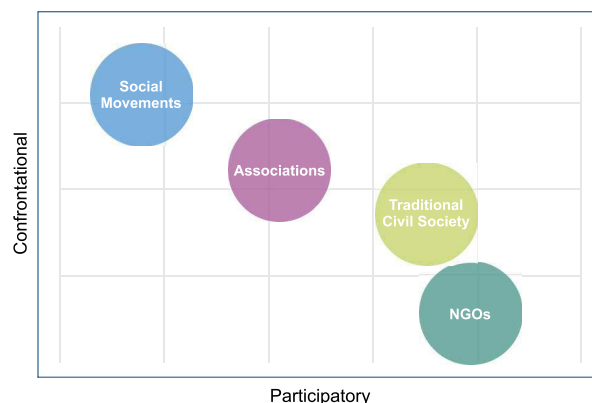 Social
Movements
Associations
Traditional
Civil Society
NGOs
Confrontational
Participatory